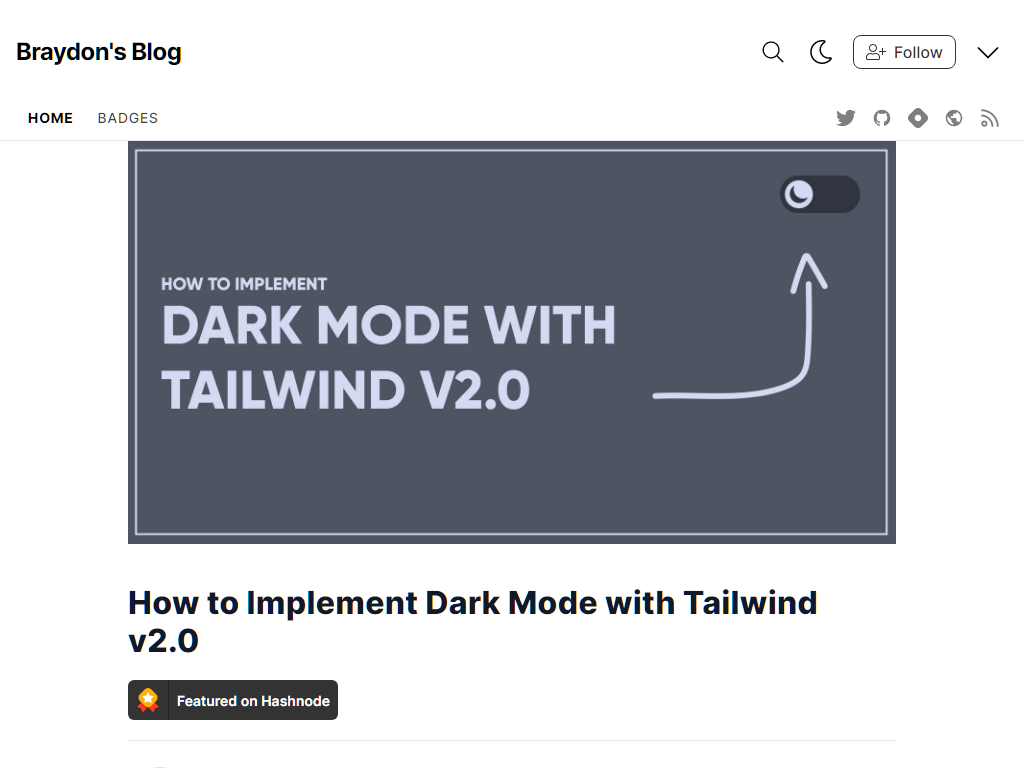 Braydon's Blog
Follow
HOME
BADGES
HOW TO IMPLEMENT
DARK MODE WITH
TAILWIND V2.0
How to Implement Dark Mode with Tailwind
v2.0
Featured on Hashnode